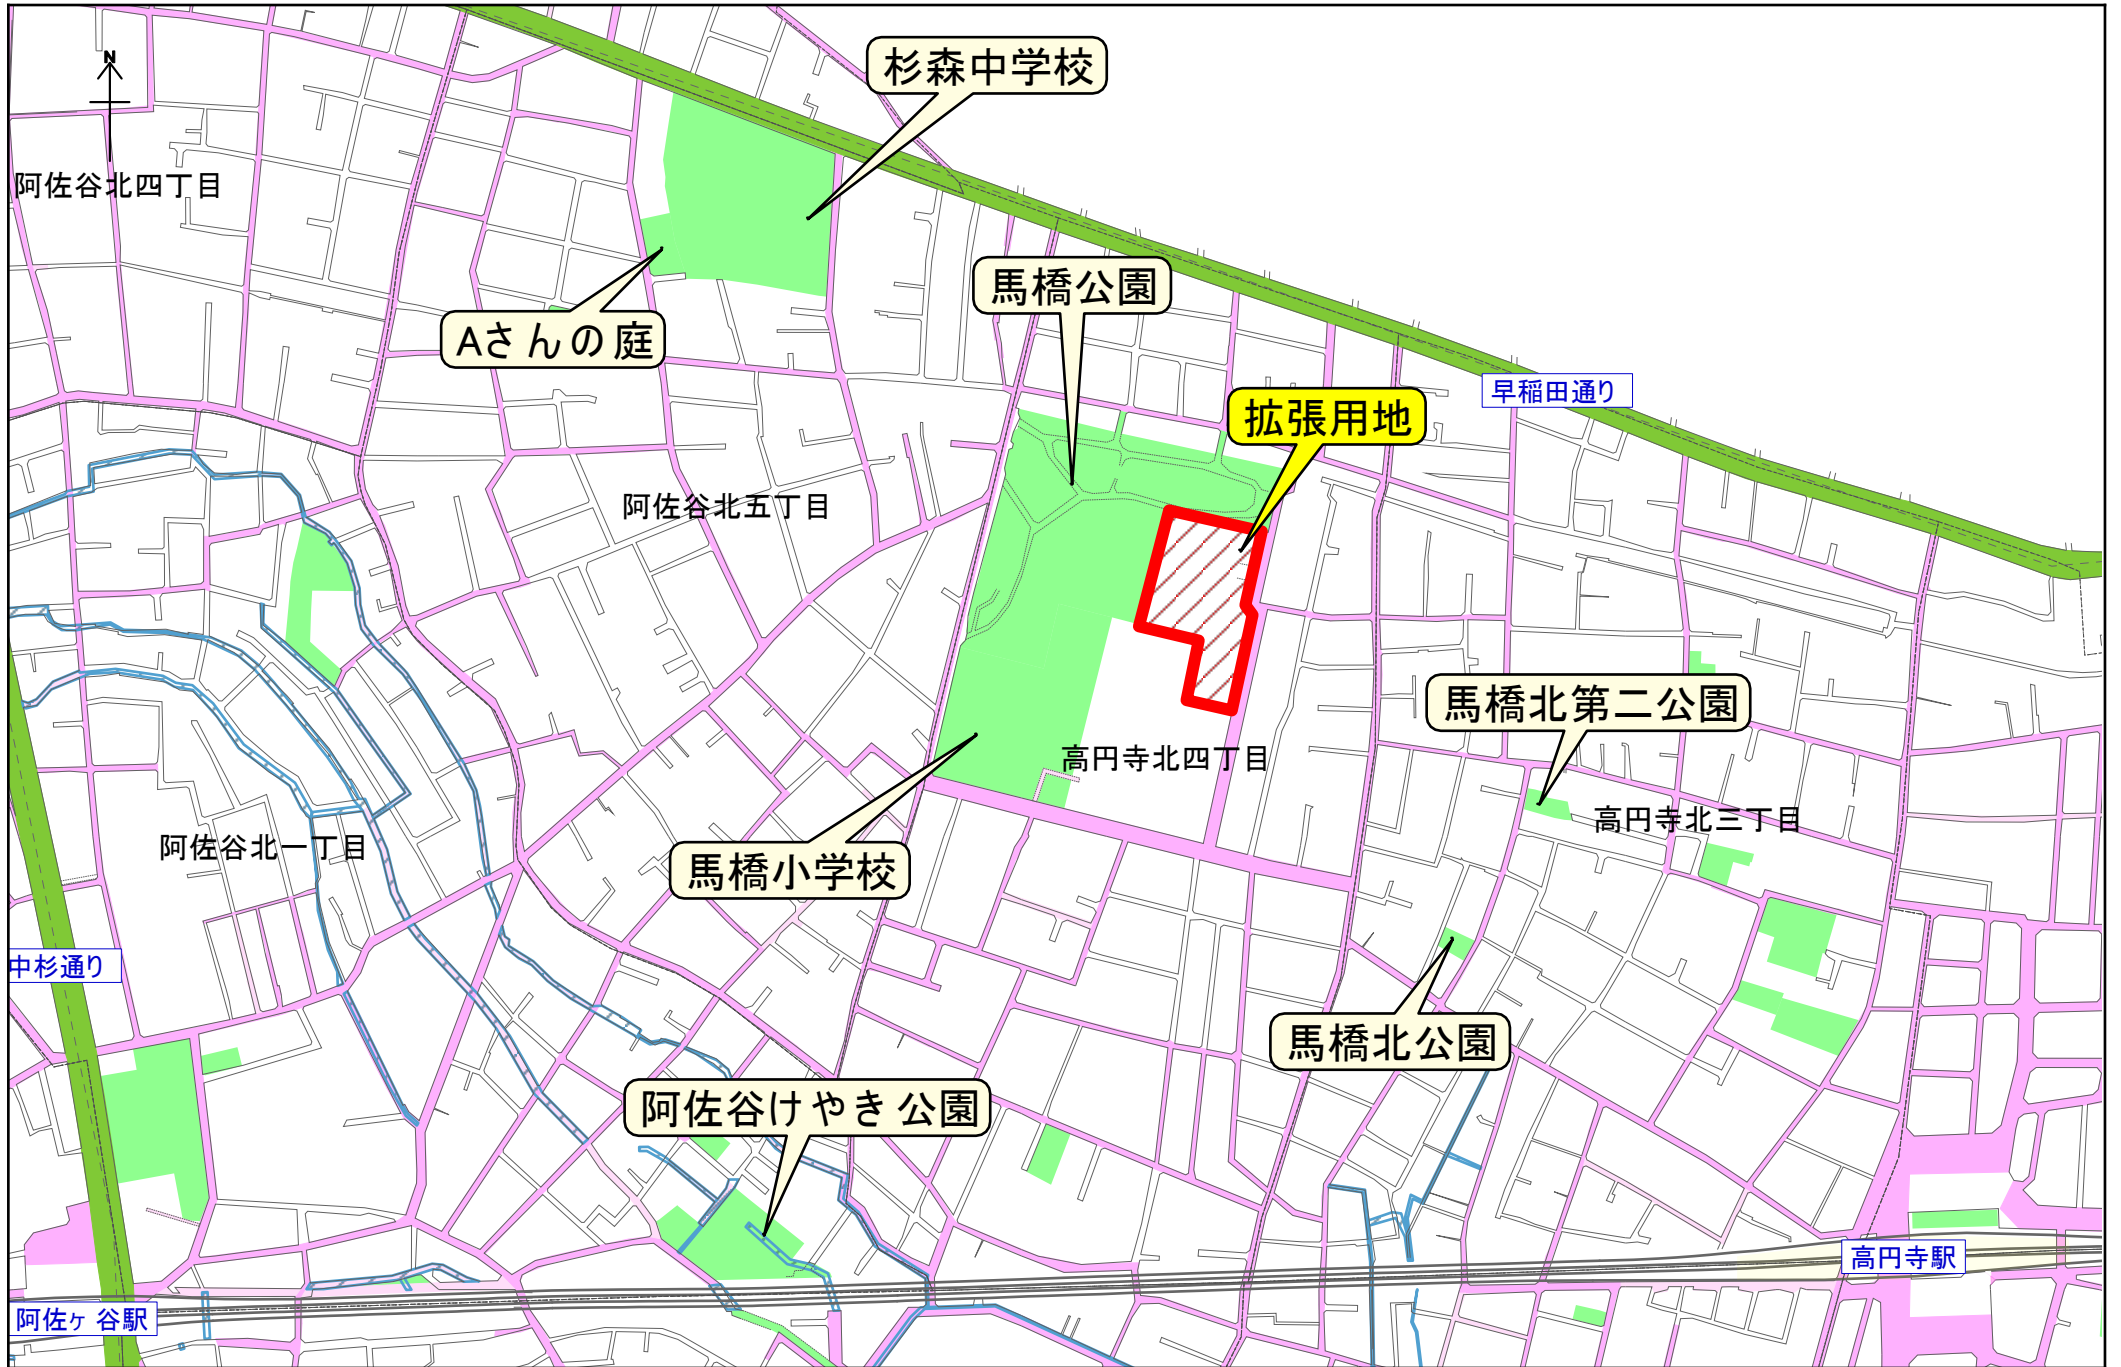 N
杉森中学校
阿佐谷北四丁目
馬橋公園
Aさんの庭
早稲田通り
拡張用地
阿佐谷北五丁目
馬橋北第二公園
高円寺北四丁目
高円寺北三丁目
阿佐谷北一丁目
馬橋小学校
中杉通り
馬橋北公園
阿佐谷けやき公園
高円寺駅
阿佐ヶ谷駅